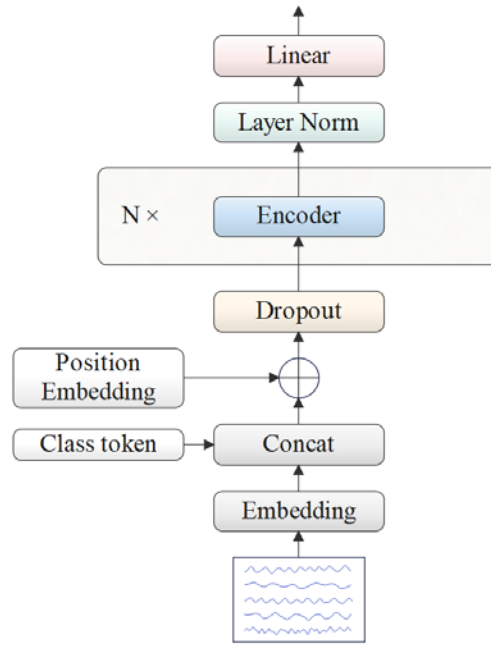 Linear
Layer Norm
N ×
Encoder
Dropout
Position
Embedding
Class token
Concat
Embedding